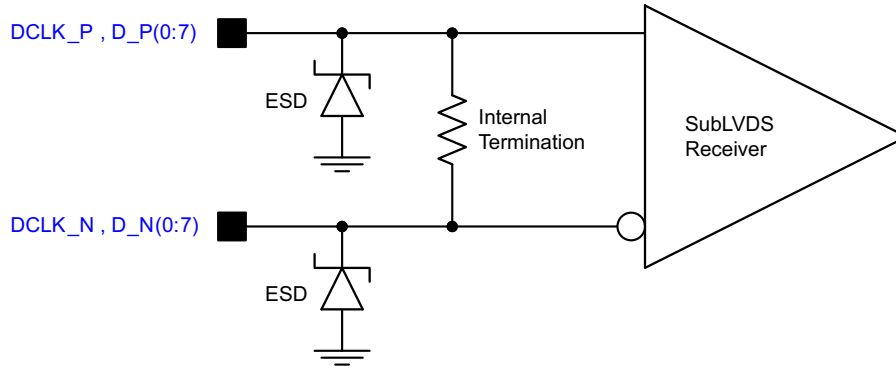 DCLK_P , D_P(0:7)
ESD
Internal
Termination
SubLVDS
Receiver
DCLK_N , D_N(0:7)
ESD